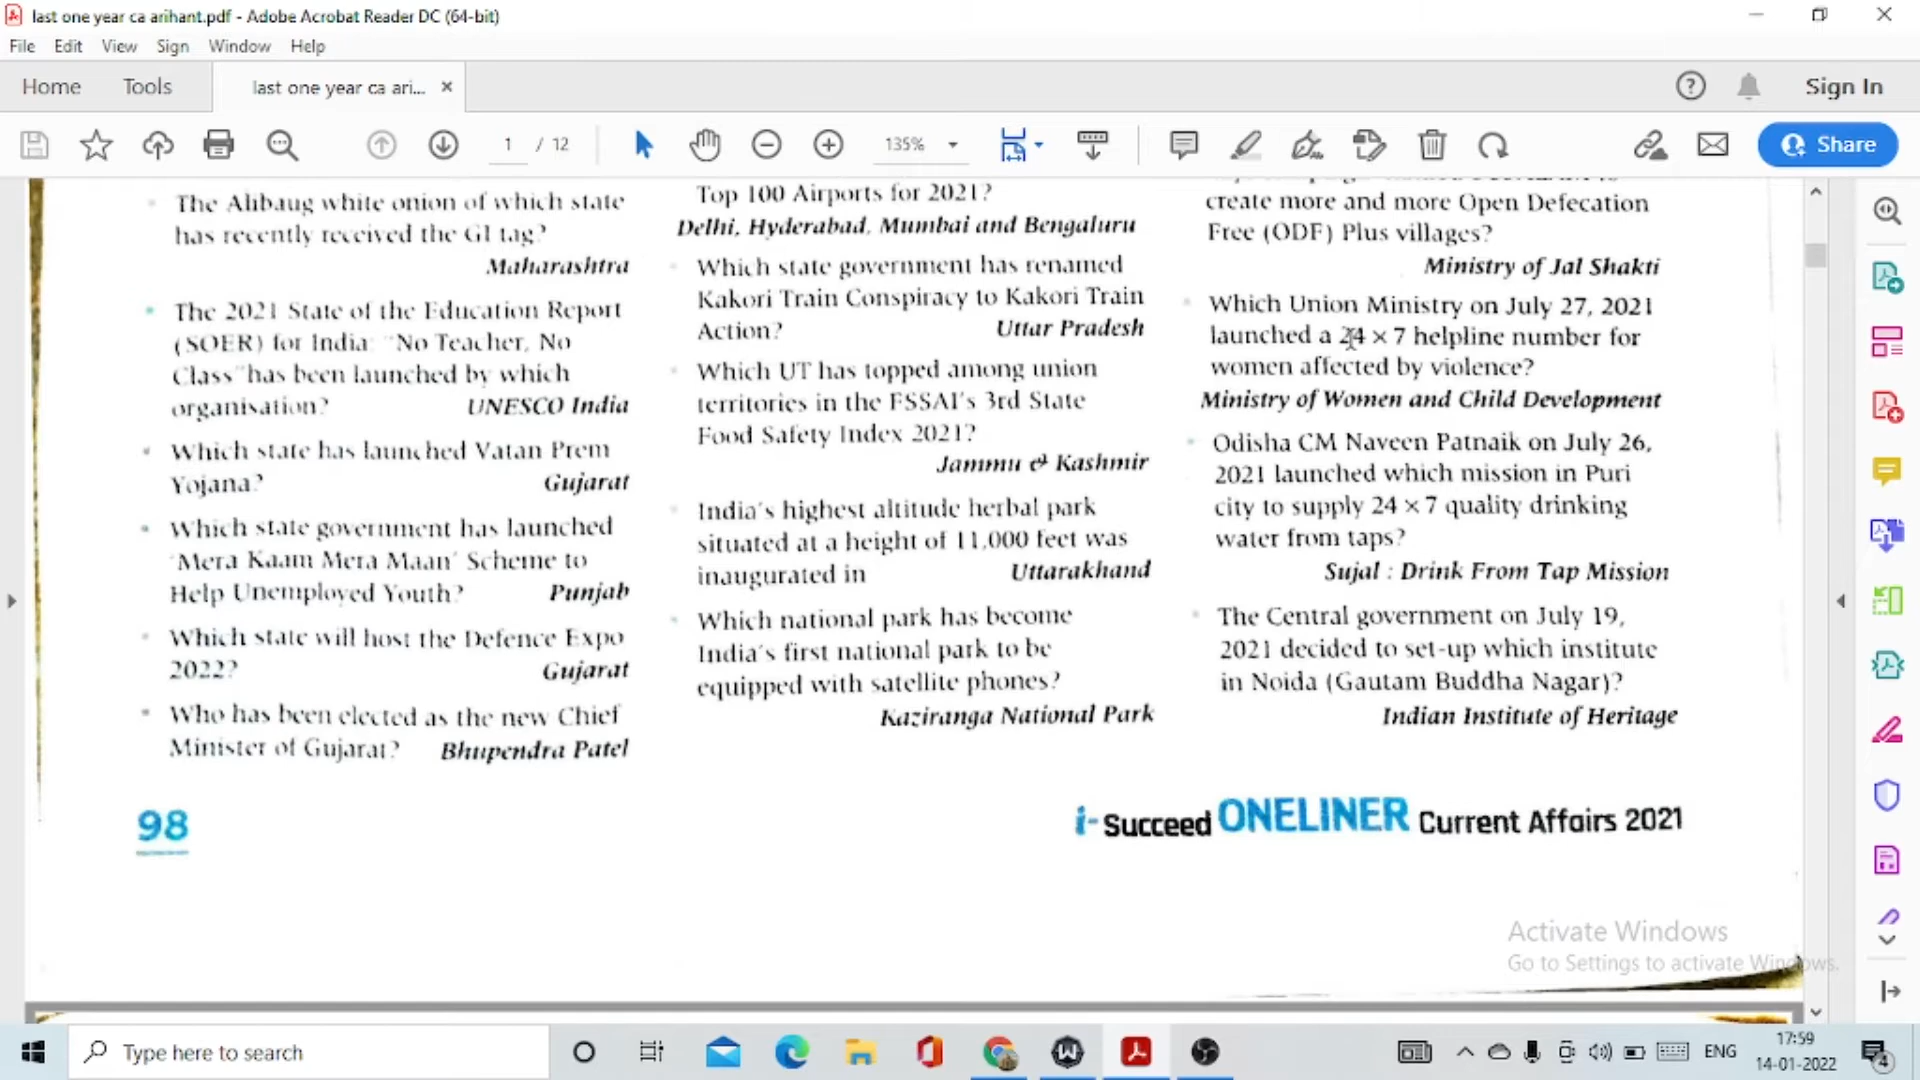 last one year ca arihant.pdf - Adobe Acrobat Reader DC (64-bit)
File Edit View Sign Window Help
Home Tools last one year ca ari... × Sign In
1 / 12 135% Share
The Alibaug white onion of which state
has recently received the GI tag?
Maharashtra
The 2021 State of the Education Report
(SOER) for India: "No Teacher, No
Class" has been launched by which
organisation? UNESCO India
Which state has launched Vatan Prem
Yojana? Gujarat
Which state government has launched
'Mera Kaam Mera Maan' Scheme to
Help Unemployed Youth? Punjab
Which state will host the Defence Expo
2022? Gujarat
Who has been elected as the new Chief
Minister of Gujarat? Bhupendra Patel
Top 100 Airports for 2021?
Delhi, Hyderabad, Mumbai and Bengaluru
Which state government has renamed
Kakori Train Conspiracy to Kakori Train
Action? Uttar Pradesh
Which UT has topped among union
territories in the FSSAI's 3rd State
Food Safety Index 2021?
Jammu & Kashmir
India's highest altitude herbal park
situated at a height of 11,000 feet was
inaugurated in Uttarakhand
Which national park has become
India's first national park to be
equipped with satellite phones?
Kaziranga National Park
create more and more Open Defecation
Free (ODF) Plus villages?
Ministry of Jal Shakti
Which Union Ministry on July 27, 2021
launched a 24 × 7 helpline number for
women affected by violence?
Ministry of Women and Child Development
Odisha CM Naveen Patnaik on July 26,
2021 launched which mission in Puri
city to supply 24 × 7 quality drinking
water from taps?
Sujal : Drink From Tap Mission
The Central government on July 19,
2021 decided to set-up which institute
in Noida (Gautam Buddha Nagar)?
Indian Institute of Heritage
98
i-Succeed ONELINER Current Affairs 2021
Activate Windows
Go to Settings to activate Windows.
Type here to search
ENG
17:59
14-01-2022
4